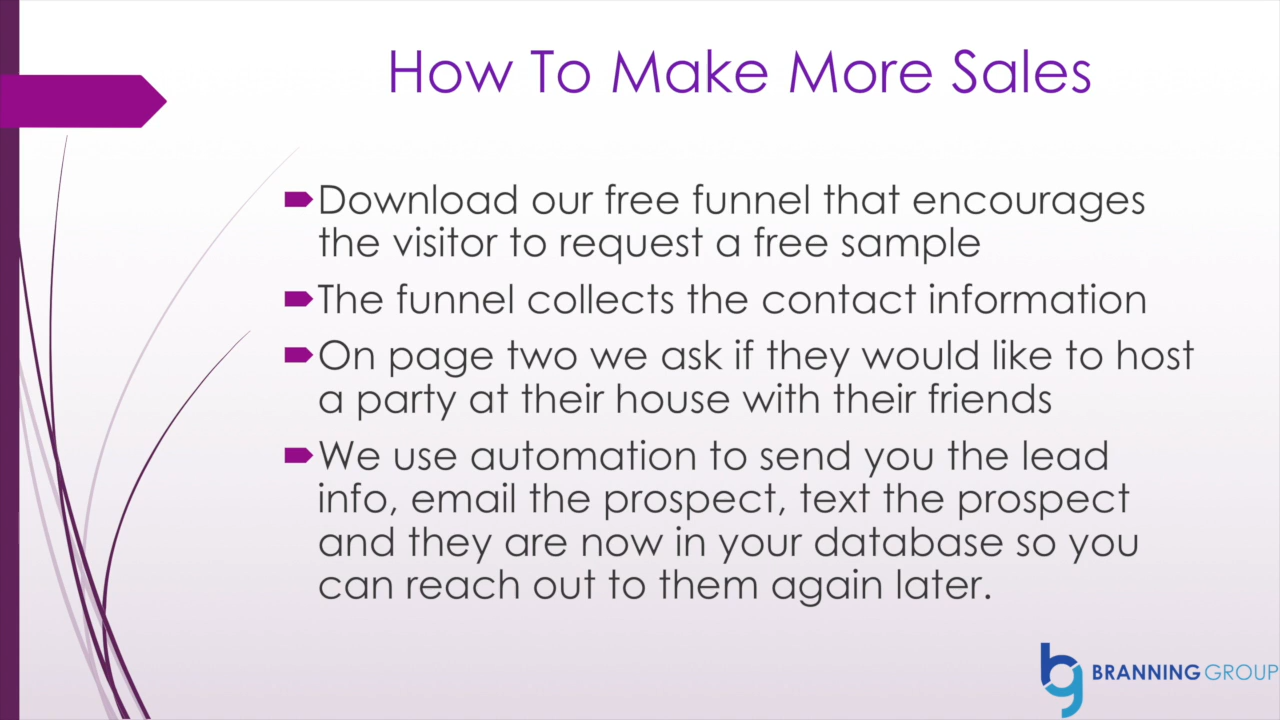 How To Make More Sales
Download our free funnel that encourages
the visitor to request a free sample
The funnel collects the contact information
On page two we ask if they would like to host
a party at their house with their friends
We use automation to send you the lead
info, email the prospect, text the prospect
and they are now in your database so you
can reach out to them again later.
bg BRANNING GROUP